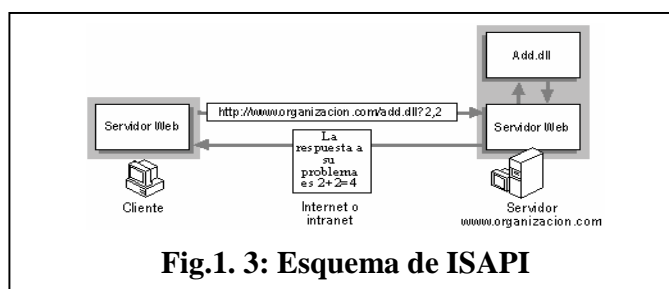 Add.dll
Servidor Web
http://www.organizacion.com/add.dll?2,2
Servidor Web
La
respuesta a
su
problema
es 2+2=4
Cliente
Internet o
intranet
Servidor
www.organizacion.com
Fig.1. 3: Esquema de ISAPI